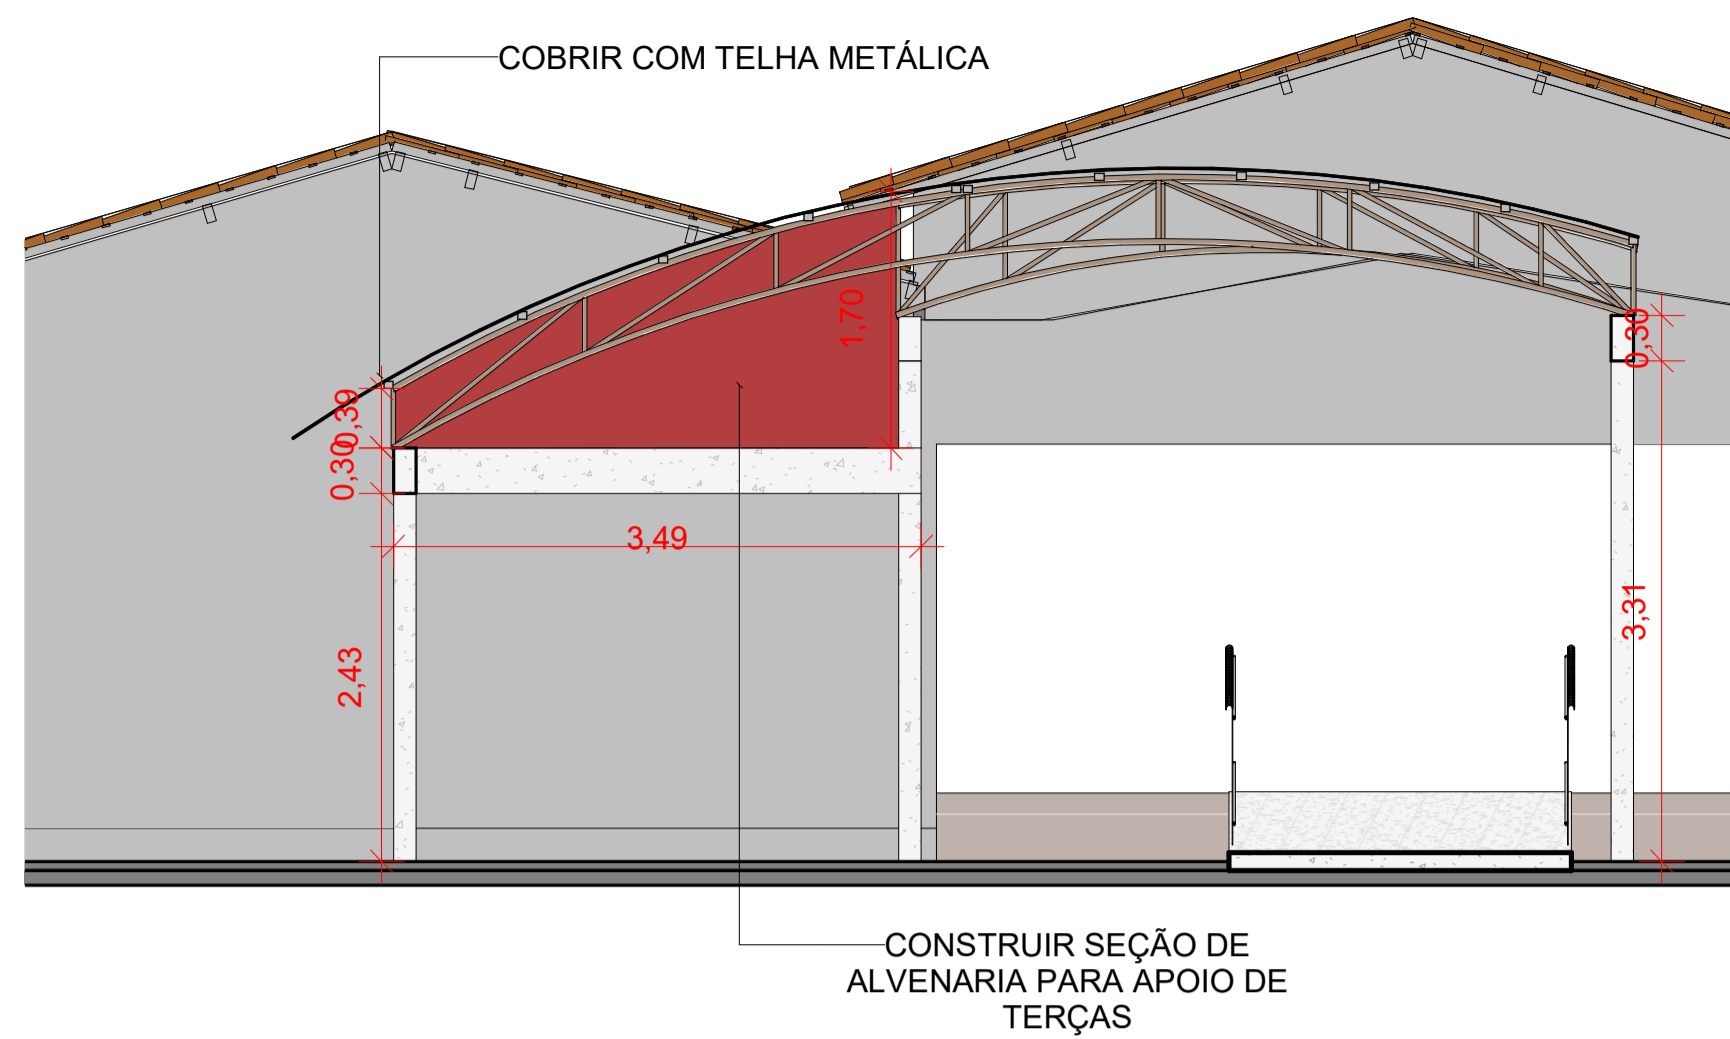 COBRIR COM TELHA METÁLICA
1,70
0,30
0,39
0,30
3,49
3,31
2,43
CONSTRUIR SEÇÃO DE
ALVENARIA PARA APOIO DE
TERÇAS